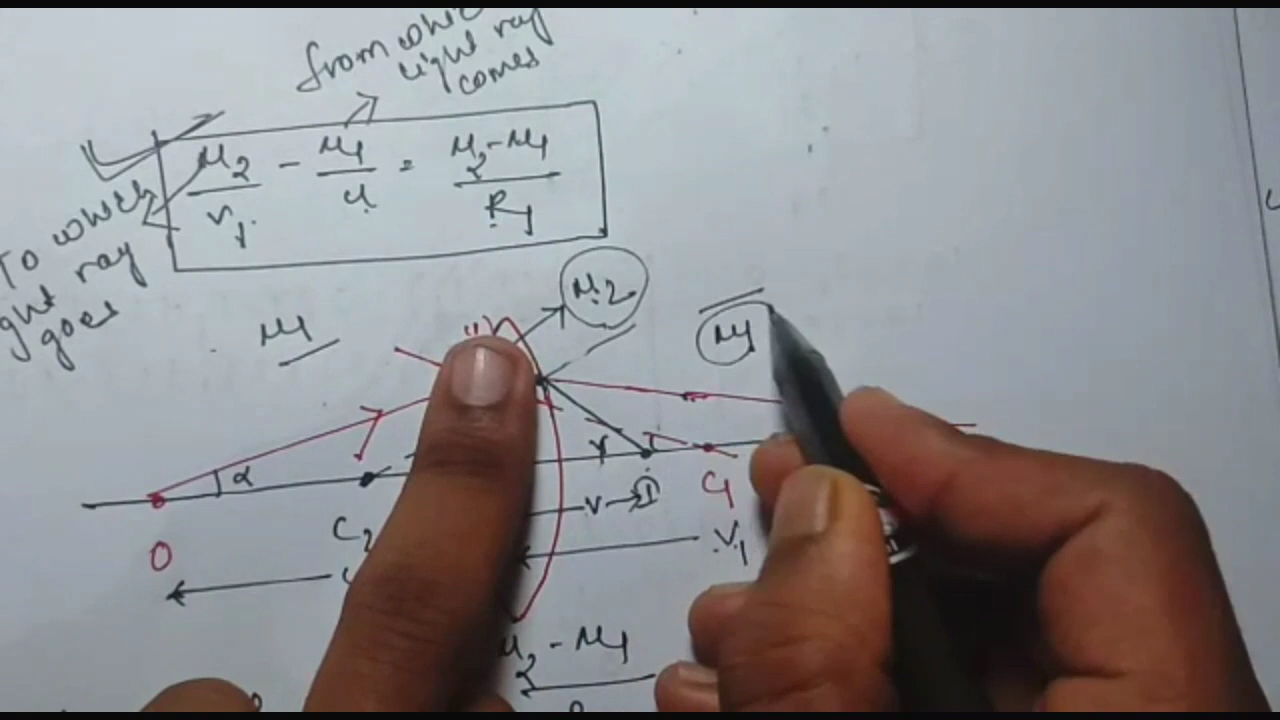 from which
light ray
comes
μ2/v1 - μ1/u = μ2-μ1/R1
To which
ght ray
goes
μ2
μ1
μ1
α
γ
I
C1
C2
V
O
V1
μ2 - μ1